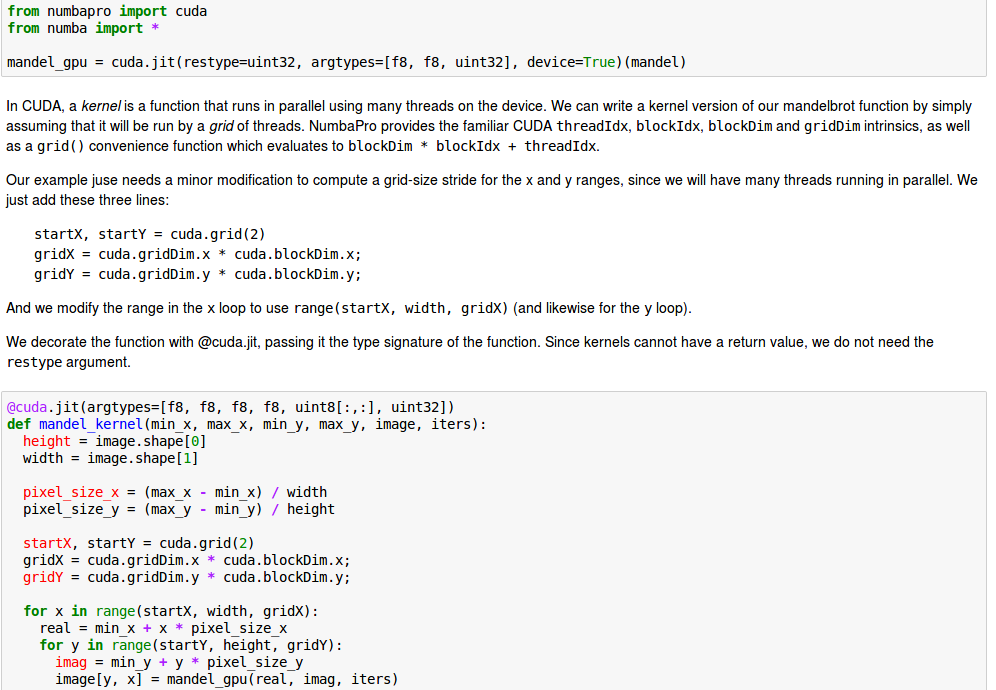 from numbapro import cuda
from numba import *
mandel_gpu = cuda.jit(restype=uint32, argtypes=[f8, f8, uint32], device=True)(mandel)
In CUDA, a kernel is a function that runs in parallel using many threads on the device. We can write a kernel version of our mandelbrot function by simply
assuming that it will be run by a grid of threads. NumbaPro provides the familiar CUDA threadIdx, blockIdx, blockDim and gridDim intrinsics, as well
as a grid() convenience function which evaluates to blockDim * blockIdx + threadIdx.
Our example juse needs a minor modification to compute a grid-size stride for the x and y ranges, since we will have many threads running in parallel. We
just add these three lines:
startX, startY = cuda.grid(2)
gridX = cuda.gridDim.x * cuda.blockDim.x;
gridY = cuda.gridDim.y * cuda.blockDim.y;
And we modify the range in the x loop to use range(startX, width, gridX) (and likewise for the y loop).
We decorate the function with @cuda.jit, passing it the type signature of the function. Since kernels cannot have a return value, we do not need the
restype argument.
@cuda.jit(argtypes=[f8, f8, f8, f8, uint8[:,:], uint32])
def mandel_kernel(min_x, max_x, min_y, max_y, image, iters):
height = image.shape[0]
width = image.shape[1]
pixel_size_x = (max_x - min_x) / width
pixel_size_y = (max_y - min_y) / height
startX, startY = cuda.grid(2)
gridX = cuda.gridDim.x * cuda.blockDim.x;
gridY = cuda.gridDim.y * cuda.blockDim.y;
for x in range(startX, width, gridX):
real = min_x + x * pixel_size_x
for y in range(startY, height, gridY):
imag = min_y + y * pixel_size_y
image[y, x] = mandel_gpu(real, imag, iters)